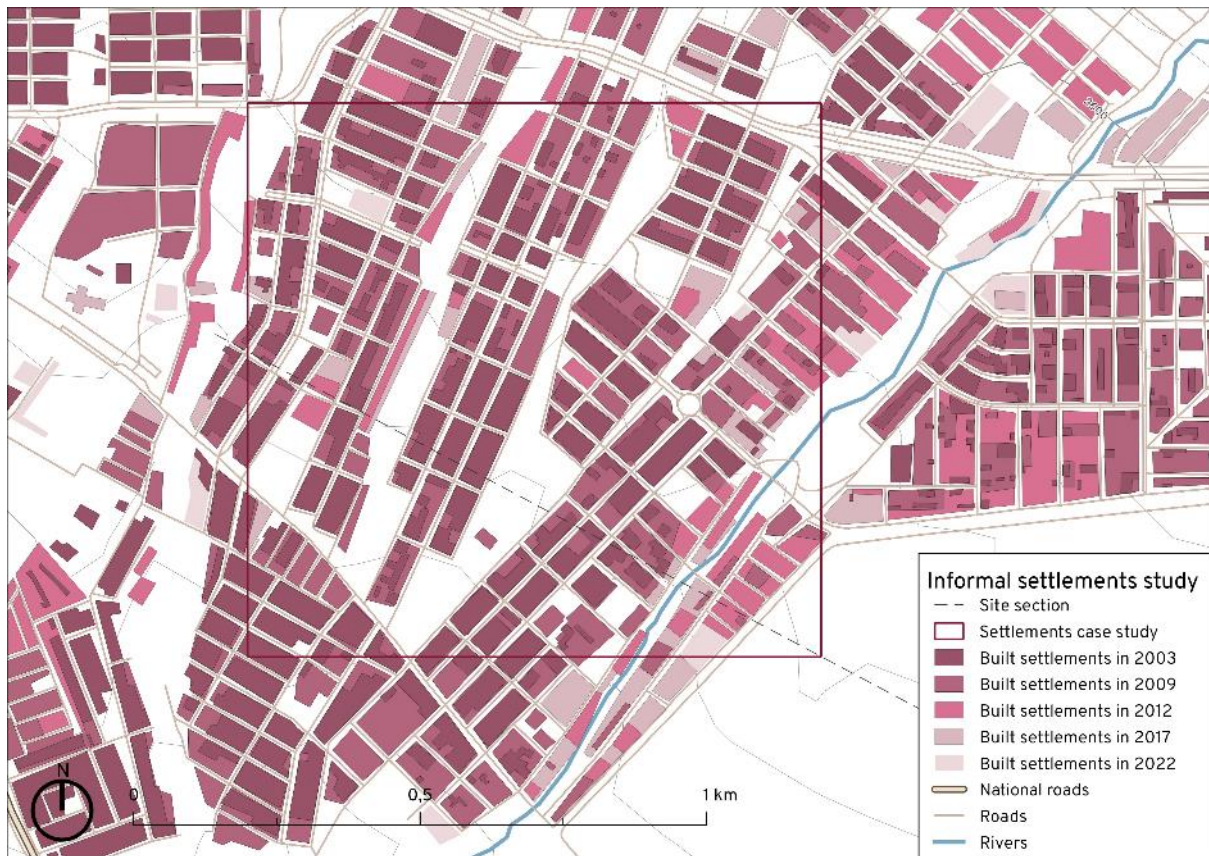 2600
Informal settlements study
Site section
Settlements case study
Built settlements in 2003
Built settlements in 2009
Built settlements in 2012
Built settlements in 2017
Built settlements in 2022
National roads
Roads
Rivers
N
0 0,5 1 km